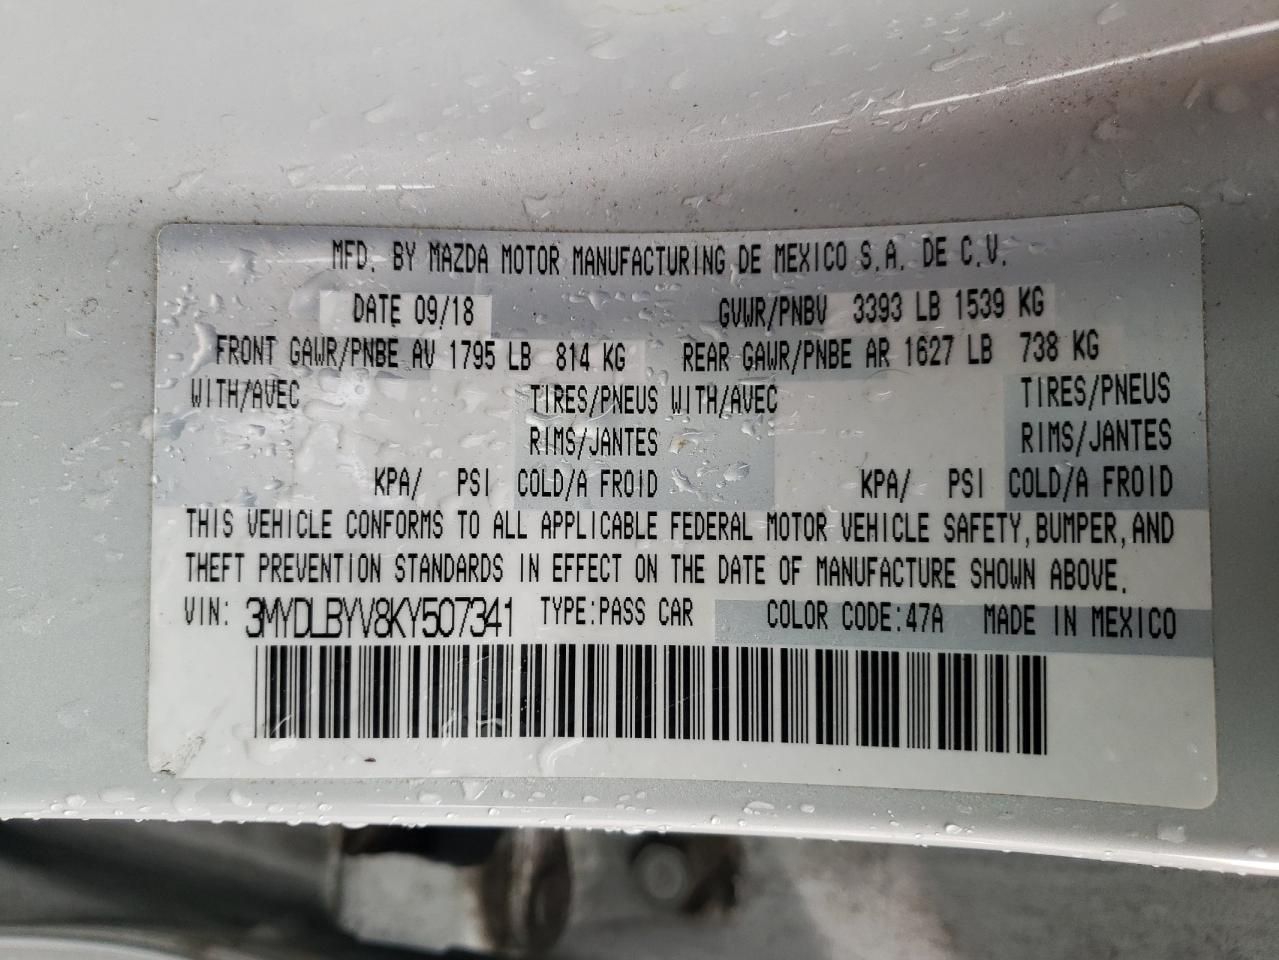 MFD. BY MAZDA MOTOR MANUFACTURING DE MEXICO S.A. DE C.V.
DATE 09/18 GVWR/PNBV 3393 LB 1539 KG
FRONT GAWR/PNBE AV 1795 LB 814 KG REAR GAWR/PNBE AR 1627 LB 738 KG
WITH/AVEC TIRES/PNEUS WITH/AVEC TIRES/PNEUS
RIMS/JANTES RIMS/JANTES
KPA/ PSI COLD/A FROID KPA/ PSI COLD/A FROID
THIS VEHICLE CONFORMS TO ALL APPLICABLE FEDERAL MOTOR VEHICLE SAFETY, BUMPER, AND
THEFT PREVENTION STANDARDS IN EFFECT ON THE DATE OF MANUFACTURE SHOWN ABOVE.
VIN: 3MYDLBYV8KY507341 TYPE:PASS CAR COLOR CODE:47A MADE IN MEXICO